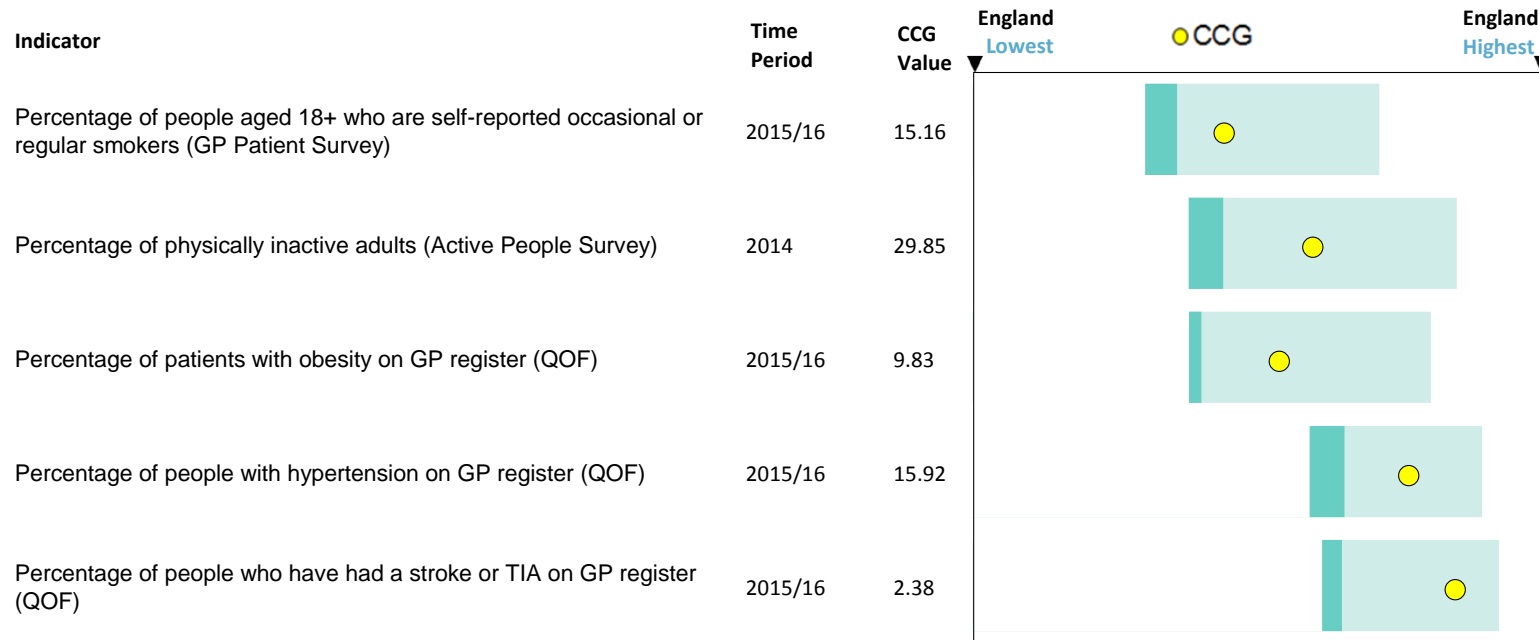 Indicator
Time
Period
CCG
Value
England
Lowest
CCG
England
Highest
Percentage of people aged 18+ who are self-reported occasional or
regular smokers (GP Patient Survey)
2015/16
15.16
Percentage of physically inactive adults (Active People Survey)
2014
29.85
Percentage of patients with obesity on GP register (QOF)
2015/16
9.83
Percentage of people with hypertension on GP register (QOF)
2015/16
15.92
Percentage of people who have had a stroke or TIA on GP register
(QOF)
2015/16
2.38